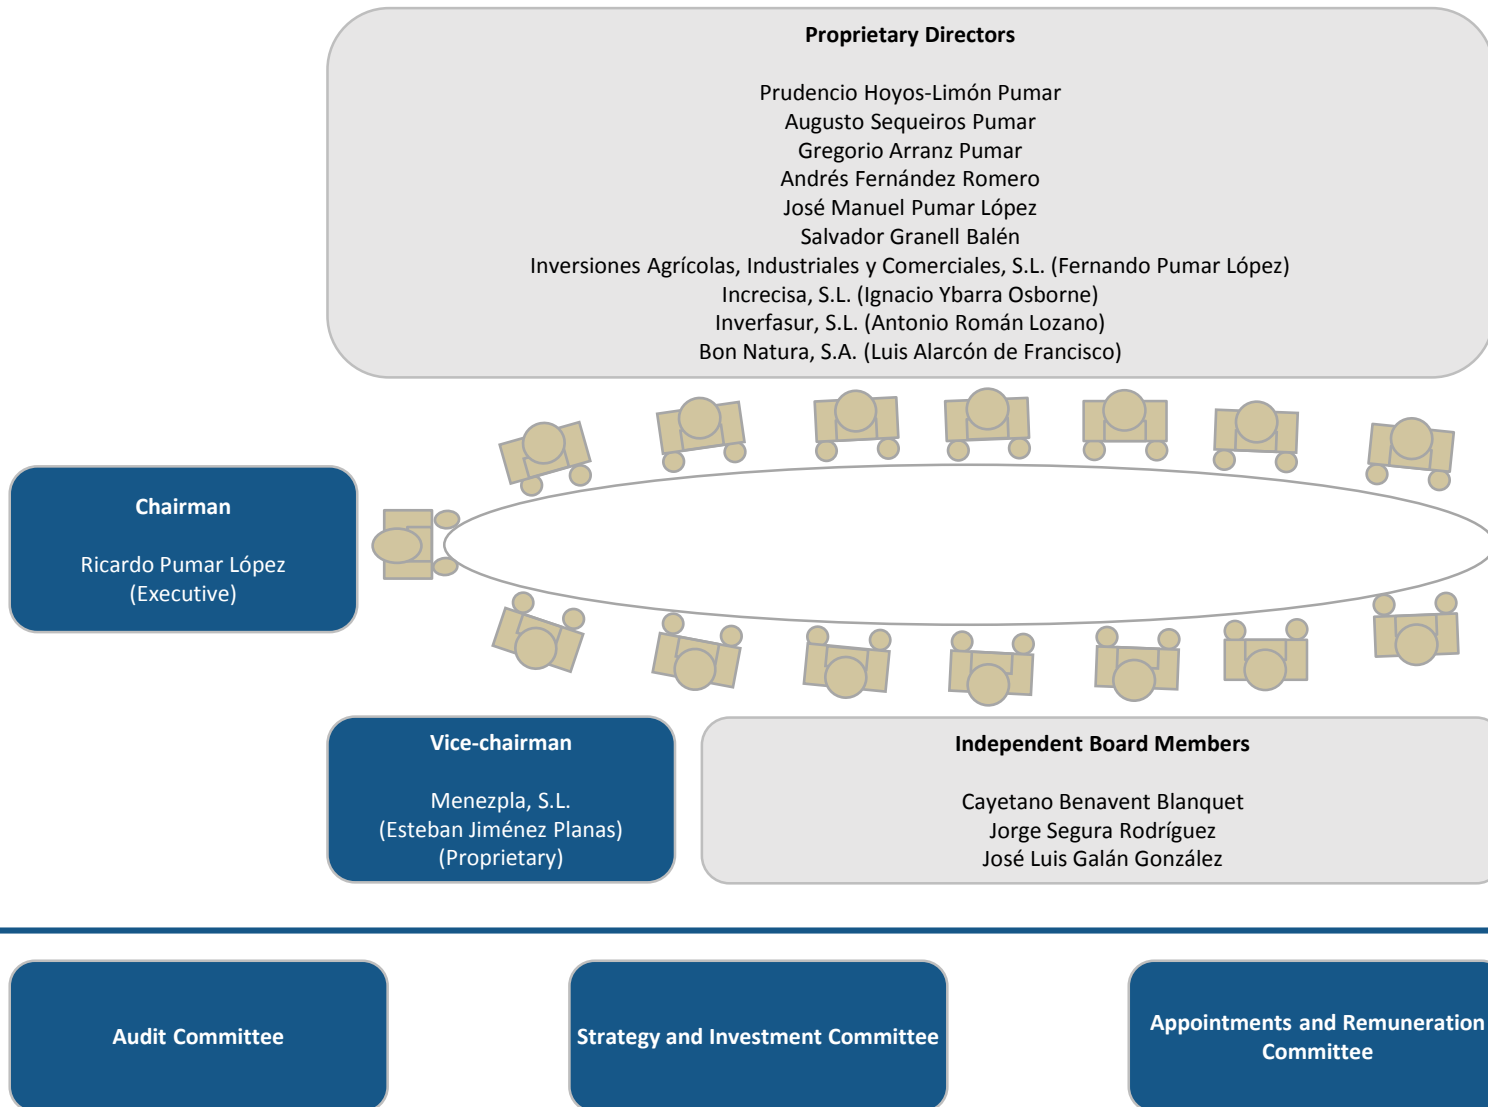 Proprietary Directors
Prudencio Hoyos-Limón Pumar
Augusto Sequeiros Pumar
Gregorio Arranz Pumar
Andrés Fernández Romero
José Manuel Pumar López
Salvador Granell Balén
Inversiones Agrícolas, Industriales y Comerciales, S.L. (Fernando Pumar López)
Increcisa, S.L. (Ignacio Ybarra Osborne)
Inverfasur, S.L. (Antonio Román Lozano)
Bon Natura, S.A. (Luis Alarcón de Francisco)
Chairman
Ricardo Pumar López
(Executive)
Vice-chairman
Menezpla, S.L.
(Esteban Jiménez Planas)
(Proprietary)
Independent Board Members
Cayetano Benavent Blanquet
Jorge Segura Rodríguez
José Luis Galán González
Audit Committee
Strategy and Investment Committee
Appointments and Remuneration
Committee